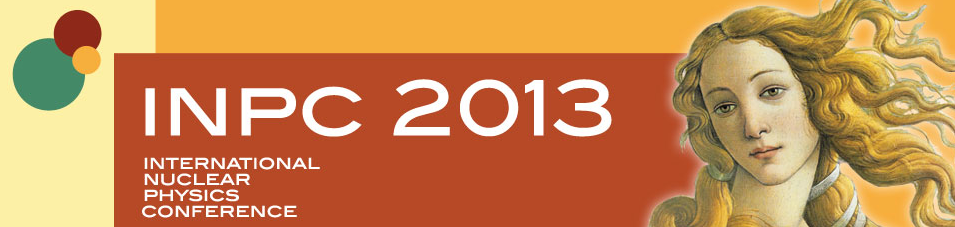 INPC 2013
INTERNATIONAL
NUCLEAR
PHYSICS
CONFERENCE